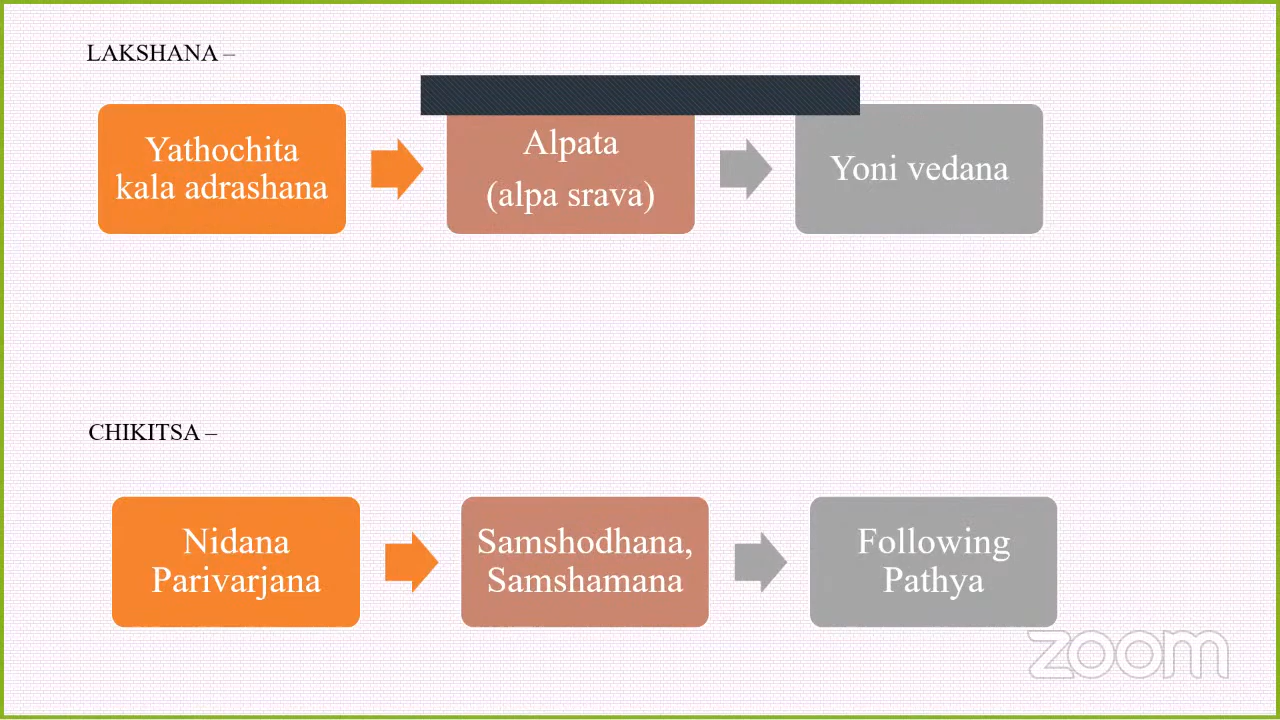 LAKSHANA –
Yathochita
kala adrashana
Alpata
(alpa srava)
Yoni vedana
CHIKITSA –
Nidana
Parivarjana
Samshodhana,
Samshamana
Following
Pathya
zoom